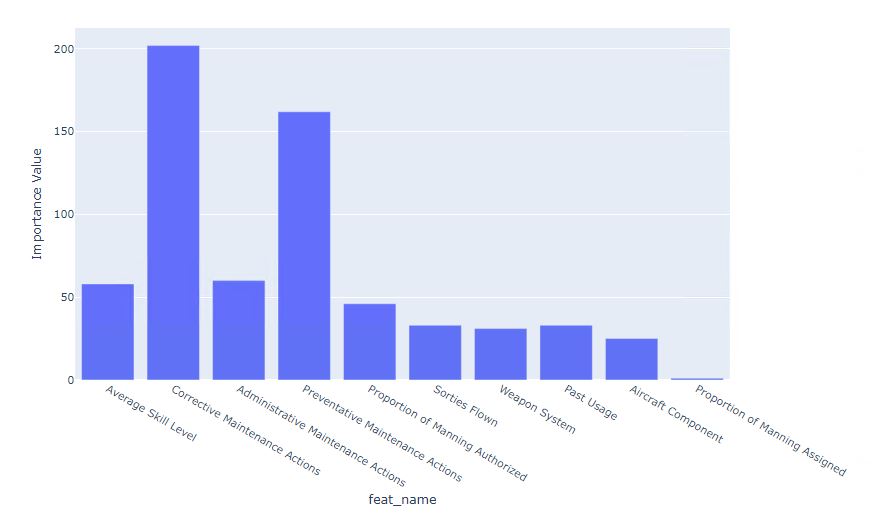 200
150
100
50
0
Importance Value
Average Skill Level
Corrective Maintenance Actions
Administrative Maintenance Actions
Preventative Maintenance Actions
Proportion of Manning Authorized
Sorties Flown
Weapon System
Past Usage
Aircraft Component
Proportion of Manning Assigned
feat_name